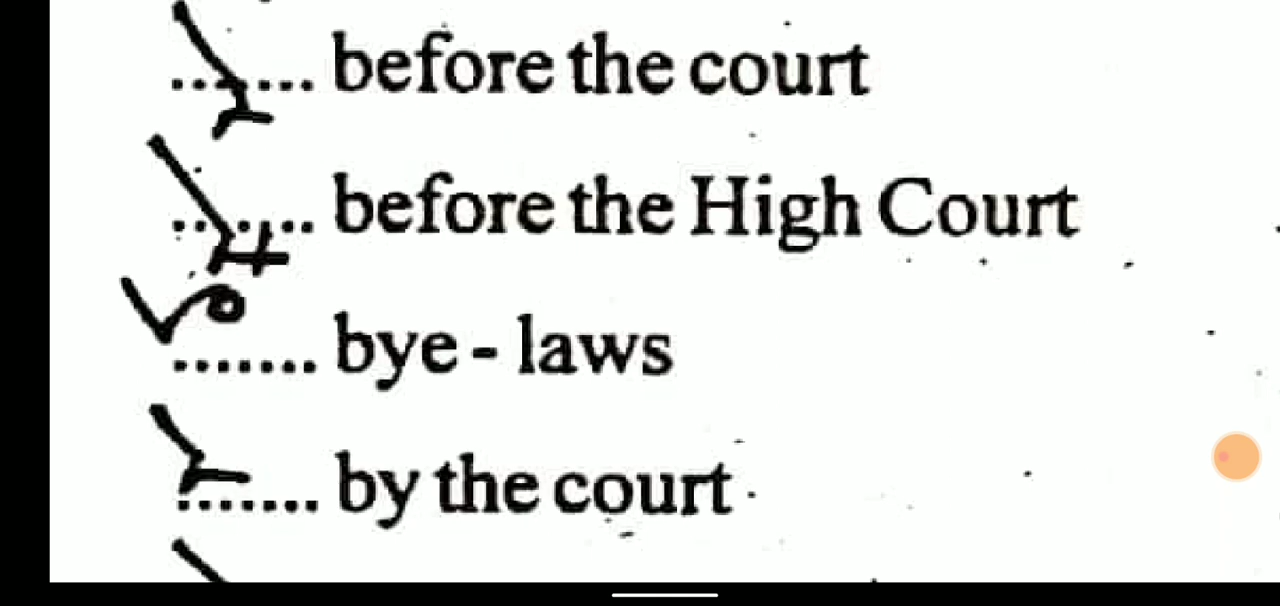 ....... before the court
....... before the High Court
....... bye - laws
....... by the court